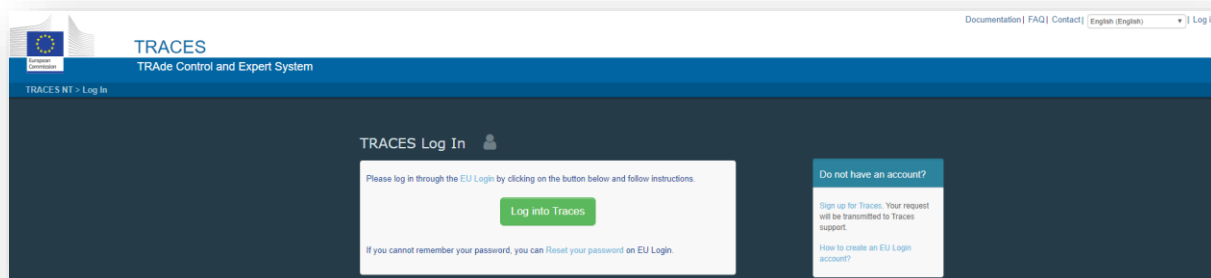 Documentation | FAQ | Contact | English (English) | Log i
European
Commission
TRACES
TRAde Control and Expert System
TRACES NT > Log In
TRACES Log In
Please log in through the EU Login by clicking on the button below and follow instructions.
Log into Traces
If you cannot remember your password, you can Reset your password on EU Login.
Do not have an account?
Sign up for Traces. Your request
will be transmitted to Traces
support.
How to create an EU Login
account?